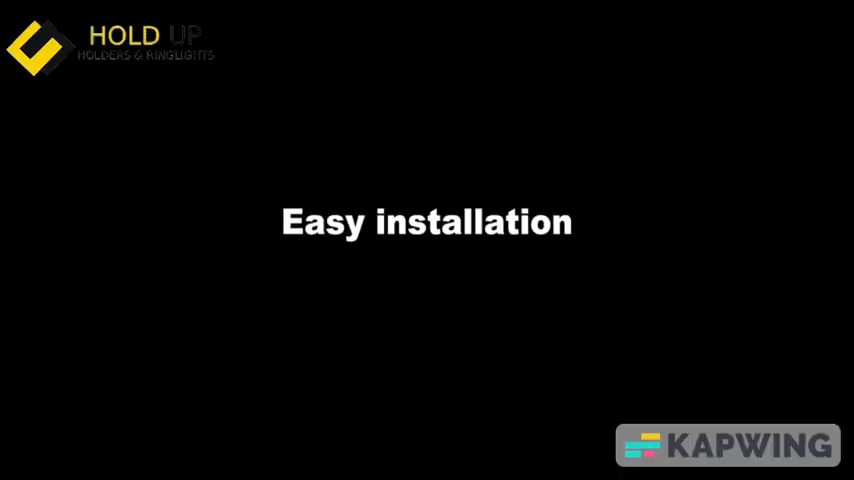 HOLD UP
HOLDERS & RINGLIGHTS
Easy installation
KAPWING